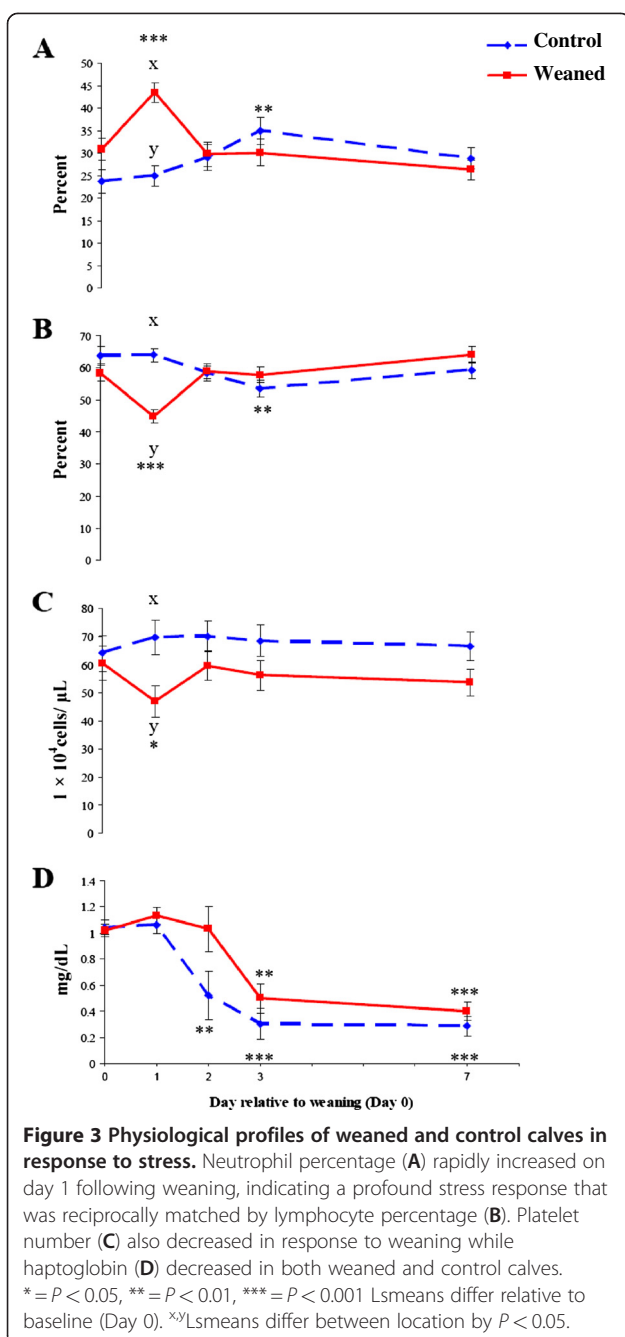 A
***
x
Control
Weaned
**
y
50
45
40
35
30
25
20
15
10
5
0
Percent
B
x
70
60
50
40
30
20
10
0
Percent
**
y
***
C
x
80
70
60
50
40
30
20
10
0
1 × 10⁴cells/ µL
y
*
D
1.4
1.2
1
0.8
0.6
0.4
0.2
0
mg/dL
**
***
**
***
***
0 1 2 3 7
Day relative to weaning (Day 0)
Figure 3 Physiological profiles of weaned and control calves in
response to stress. Neutrophil percentage (A) rapidly increased on
day 1 following weaning, indicating a profound stress response that
was reciprocally matched by lymphocyte percentage (B). Platelet
number (C) also decreased in response to weaning while
haptoglobin (D) decreased in both weaned and control calves.
* = P < 0.05, ** = P < 0.01, *** = P < 0.001 Lsmeans differ relative to
baseline (Day 0). x,yLsmeans differ between location by P < 0.05.